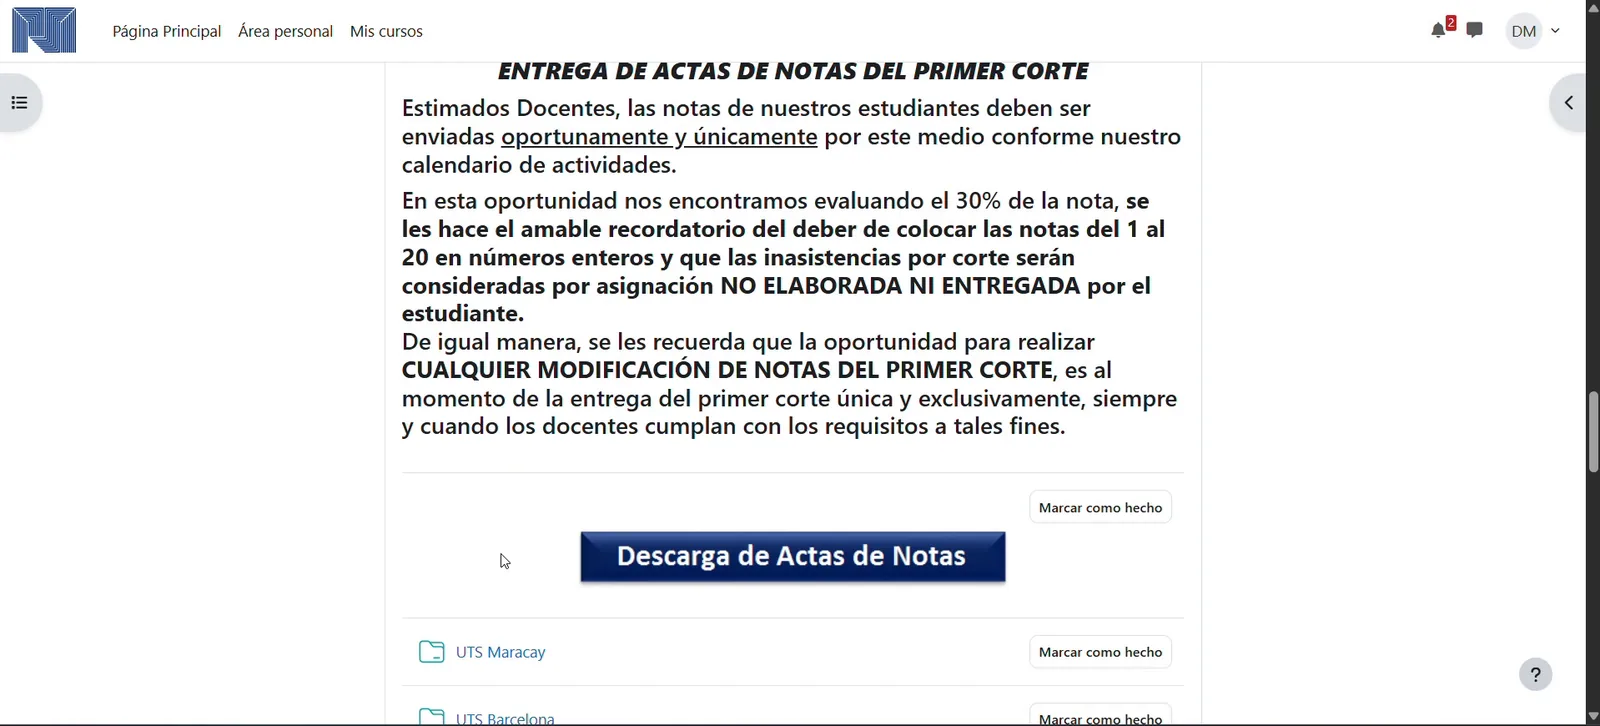 Página Principal Área personal Mis cursos
2
DM
ENTREGA DE ACTAS DE NOTAS DEL PRIMER CORTE
Estimados Docentes, las notas de nuestros estudiantes deben ser
enviadas oportunamente y únicamente por este medio conforme nuestro
calendario de actividades.
En esta oportunidad nos encontramos evaluando el 30% de la nota, se
les hace el amable recordatorio del deber de colocar las notas del 1 al
20 en números enteros y que las inasistencias por corte serán
consideradas por asignación NO ELABORADA NI ENTREGADA por el
estudiante.
De igual manera, se les recuerda que la oportunidad para realizar
CUALQUIER MODIFICACIÓN DE NOTAS DEL PRIMER CORTE, es al
momento de la entrega del primer corte única y exclusivamente, siempre
y cuando los docentes cumplan con los requisitos a tales fines.
Marcar como hecho
Descarga de Actas de Notas
UTS Maracay
Marcar como hecho
?
UTS Barcelona
Marcar como hecho